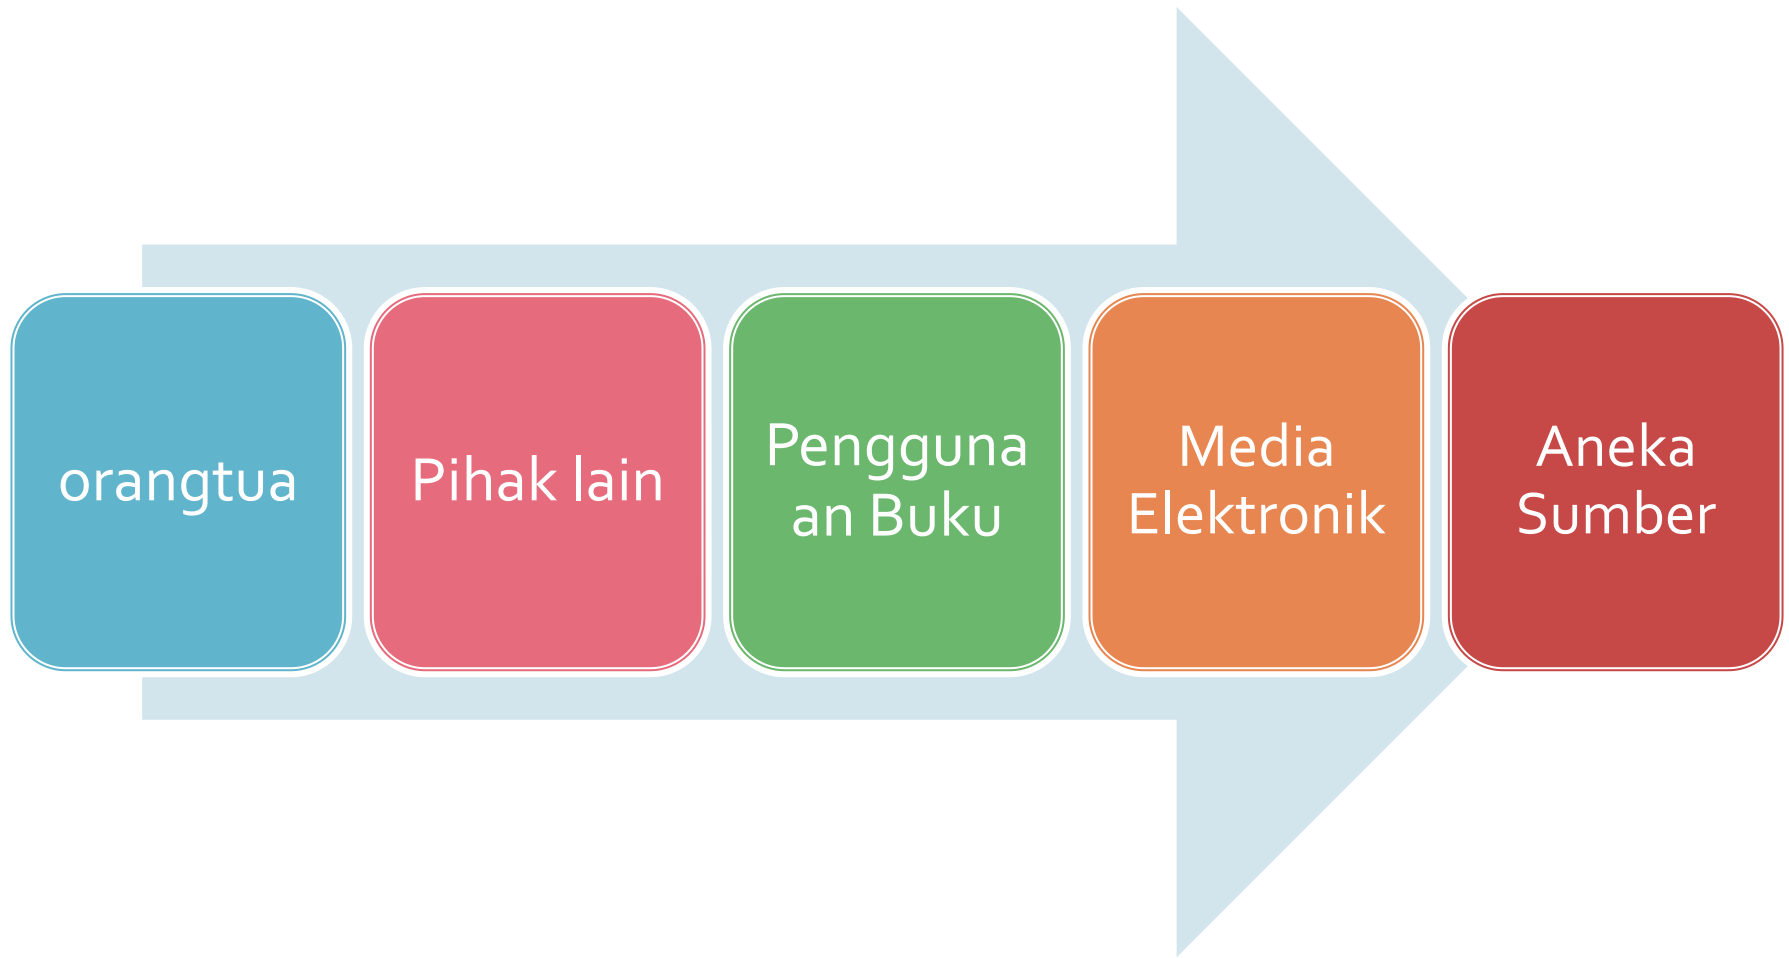 orangtua
Pihak lain
Pengguna
an Buku
Media
Elektronik
Aneka
Sumber